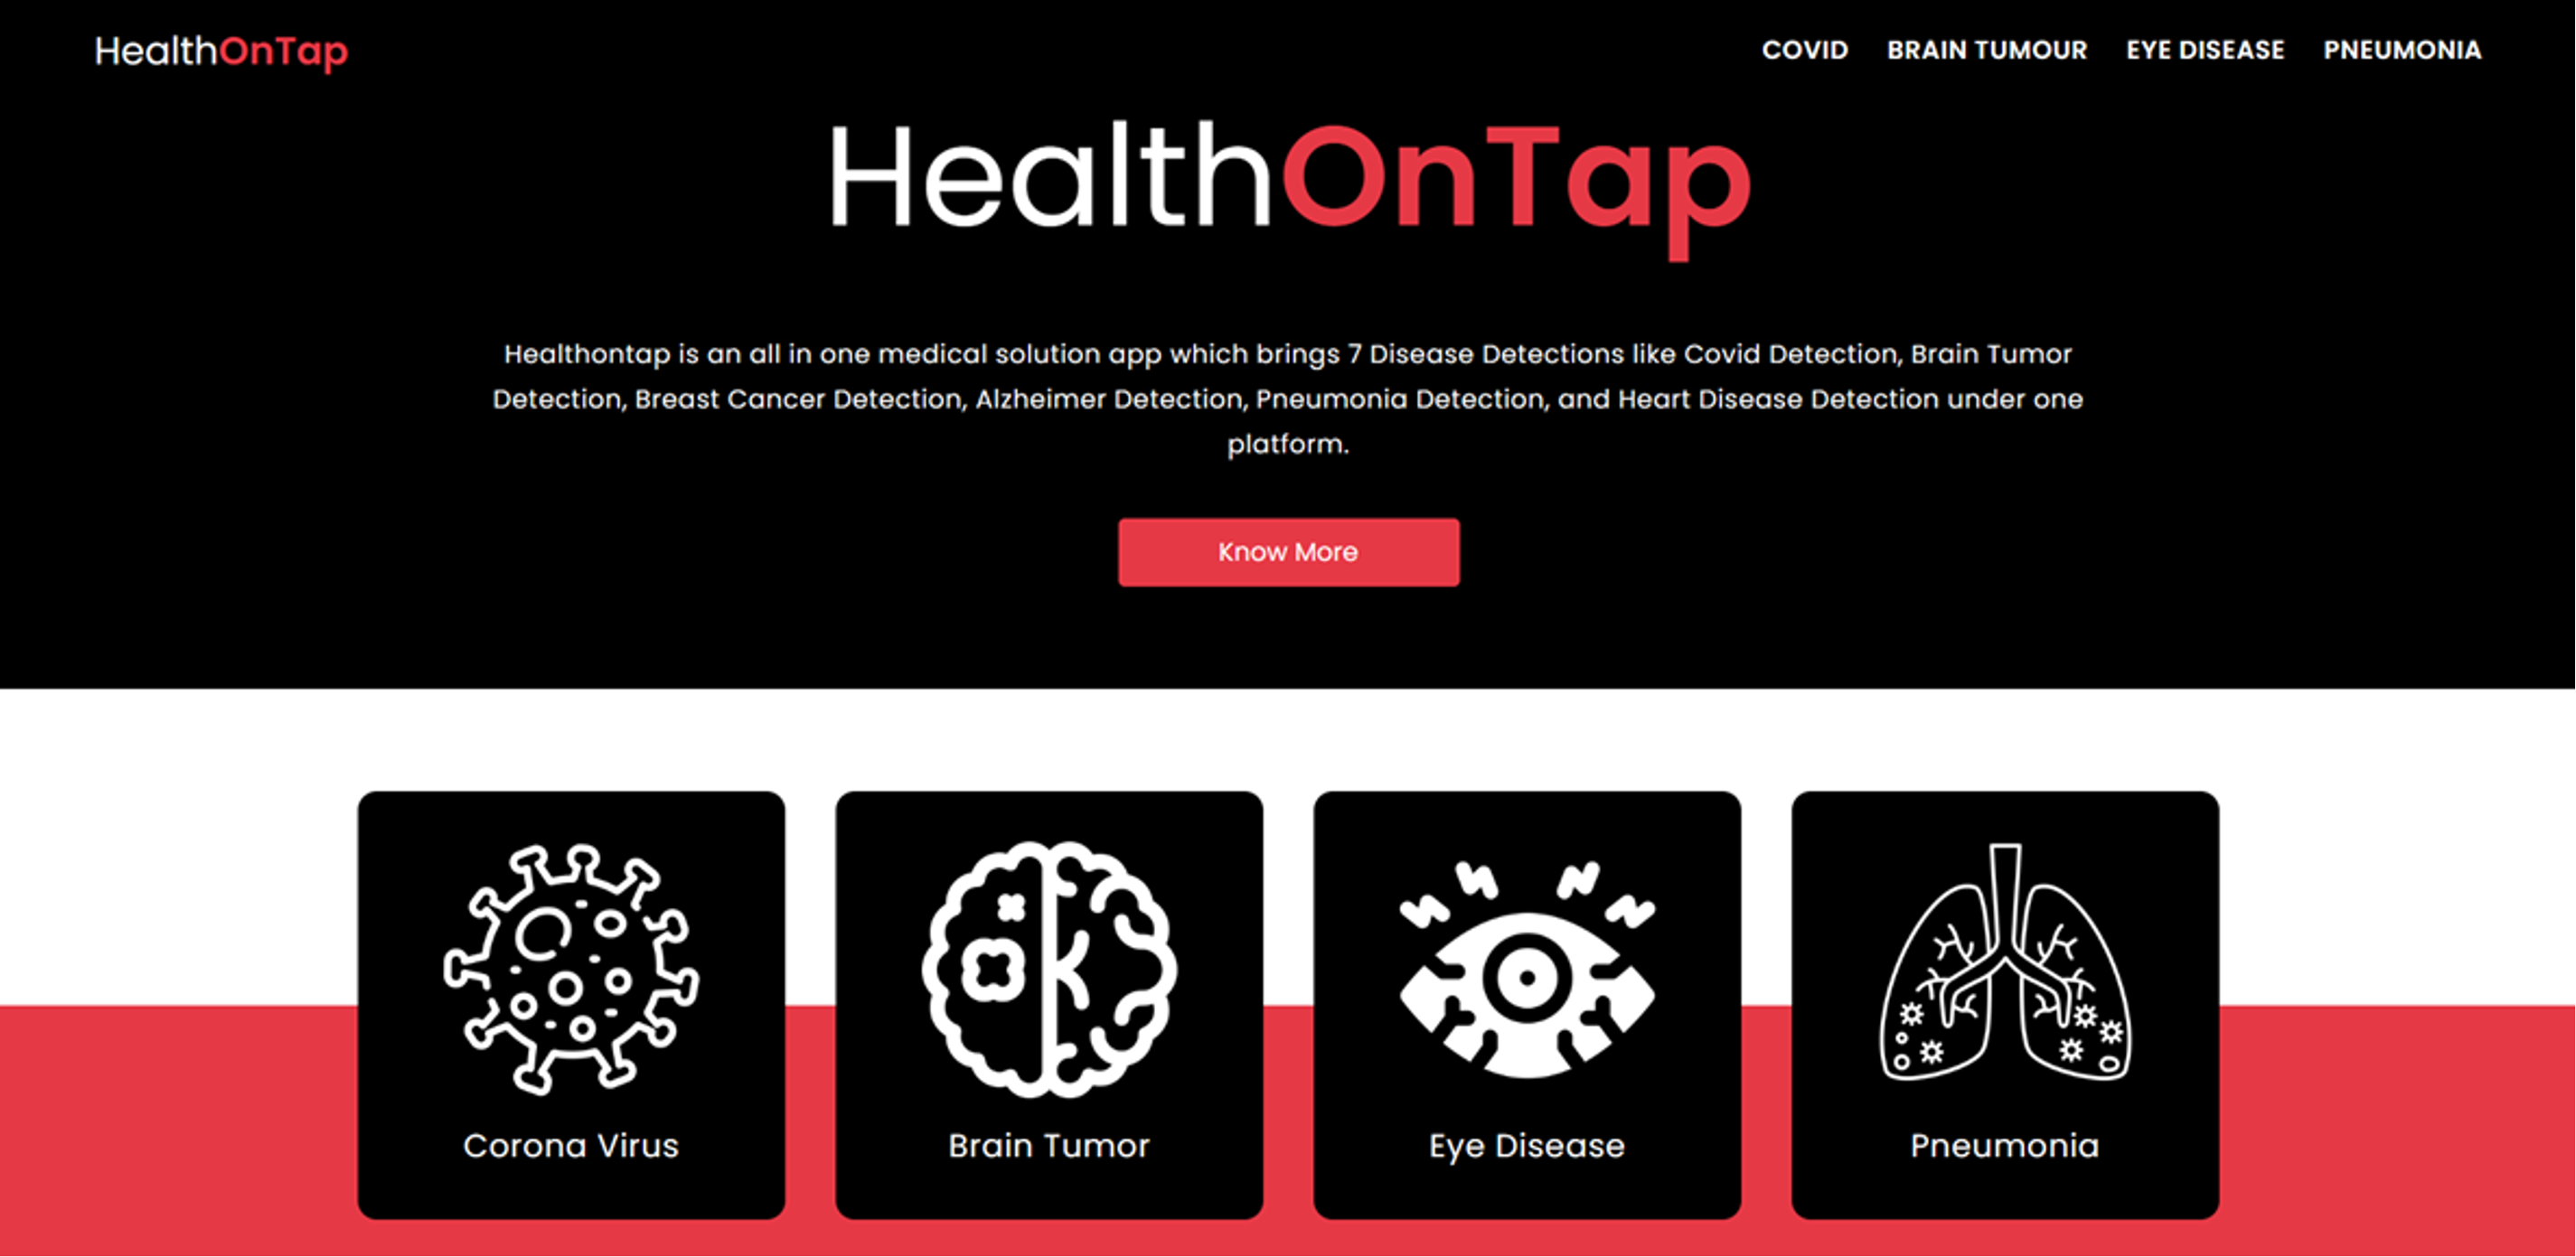 HealthOnTap
COVID BRAIN TUMOUR EYE DISEASE PNEUMONIA
HealthOnTap
Healthontap is an all in one medical solution app which brings 7 Disease Detections like Covid Detection, Brain Tumor
Detection, Breast Cancer Detection, Alzheimer Detection, Pneumonia Detection, and Heart Disease Detection under one
platform.
Know More
Corona Virus
Brain Tumor
Eye Disease
Pneumonia